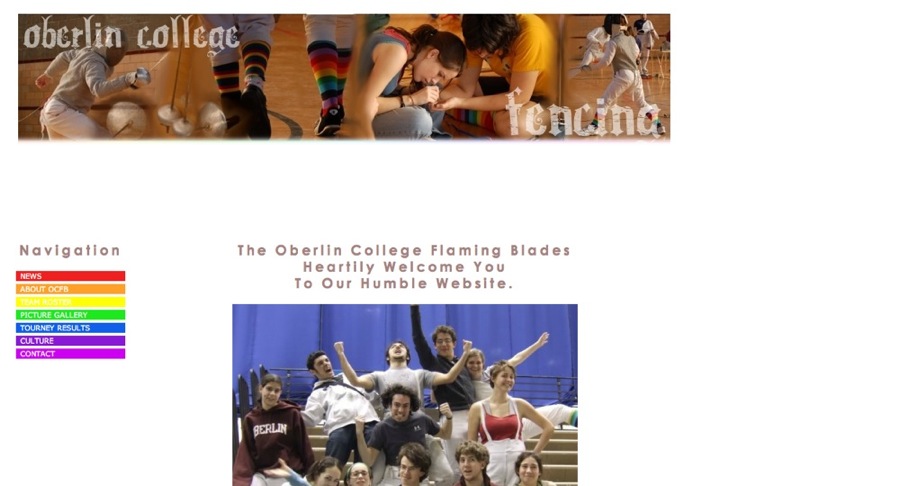 oberlin college
fencing
Navigation
NEWS
ABOUT OCFB
TEAM ROSTER
PICTURE GALLERY
TOURNEY RESULTS
CULTURE
CONTACT
The Oberlin College Flaming Blades
Heartily Welcome You
To Our Humble Website.
BERLIN